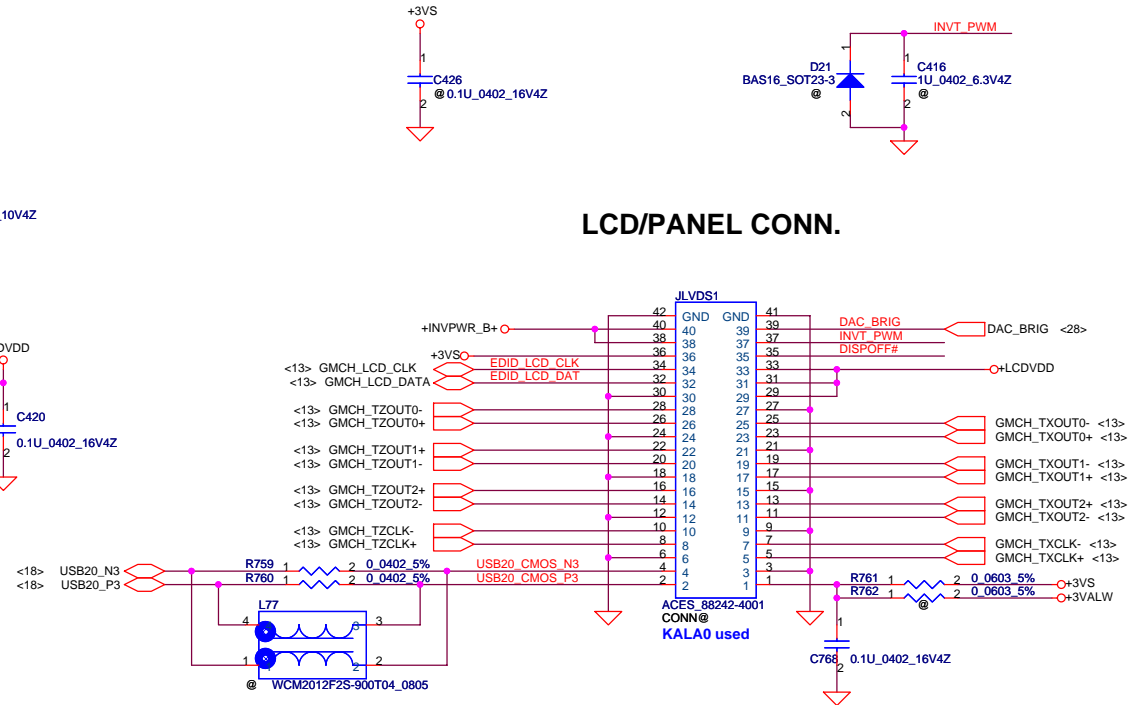 +3VS
1
C426
@ 0.1U_0402_16V4Z
2
INVT_PWM
1
D21
BAS16_SOT23-3
@
2
1
C416
1U_0402_6.3V4Z
@
2
_10V4Z
LCD/PANEL CONN.
DVDD
1
C420
0.1U_0402_16V4Z
2
JLVDS1
42 GND GND 41
+INVPWR_B+ 40 40 39 39 DAC_BRIG DAC_BRIG <28>
38 38 37 37 INVT_PWM
+3VS 36 36 35 35 DISPOFF#
<13> GMCH_LCD_CLK EDID_LCD_CLK 34 34 33 33 +LCDVDD
<13> GMCH_LCD_DATA EDID_LCD_DAT 32 32 31 31
30 30 29 29
<13> GMCH_TZOUT0- 28 28 27 27
<13> GMCH_TZOUT0+ 26 26 25 25 GMCH_TXOUT0- <13>
24 24 23 23 GMCH_TXOUT0+ <13>
<13> GMCH_TZOUT1+ 22 22 21 21
<13> GMCH_TZOUT1- 20 20 19 19 GMCH_TXOUT1- <13>
18 18 17 17 GMCH_TXOUT1+ <13>
<13> GMCH_TZOUT2+ 16 16 15 15
<13> GMCH_TZOUT2- 14 14 13 13 GMCH_TXOUT2+ <13>
12 12 11 11 GMCH_TXOUT2- <13>
<13> GMCH_TZCLK- 10 10 9 9
<13> GMCH_TZCLK+ 8 8 7 7 GMCH_TXCLK- <13>
6 6 5 5 GMCH_TXCLK+ <13>
<18> USB20_N3 R759 1 2 0_0402_5% USB20_CMOS_N3 4 4 3 3
<18> USB20_P3 R760 1 2 0_0402_5% USB20_CMOS_P3 2 2 1 1
R761 1 2 0_0603_5% +3VS
R762 1 @ 2 0_0603_5% +3VALW
ACES_88242-4001
CONN@
KALA0 used
L77
4 3 3
1 2 2
@ WCM2012F2S-900T04_0805
1
C768 0.1U_0402_16V4Z
2